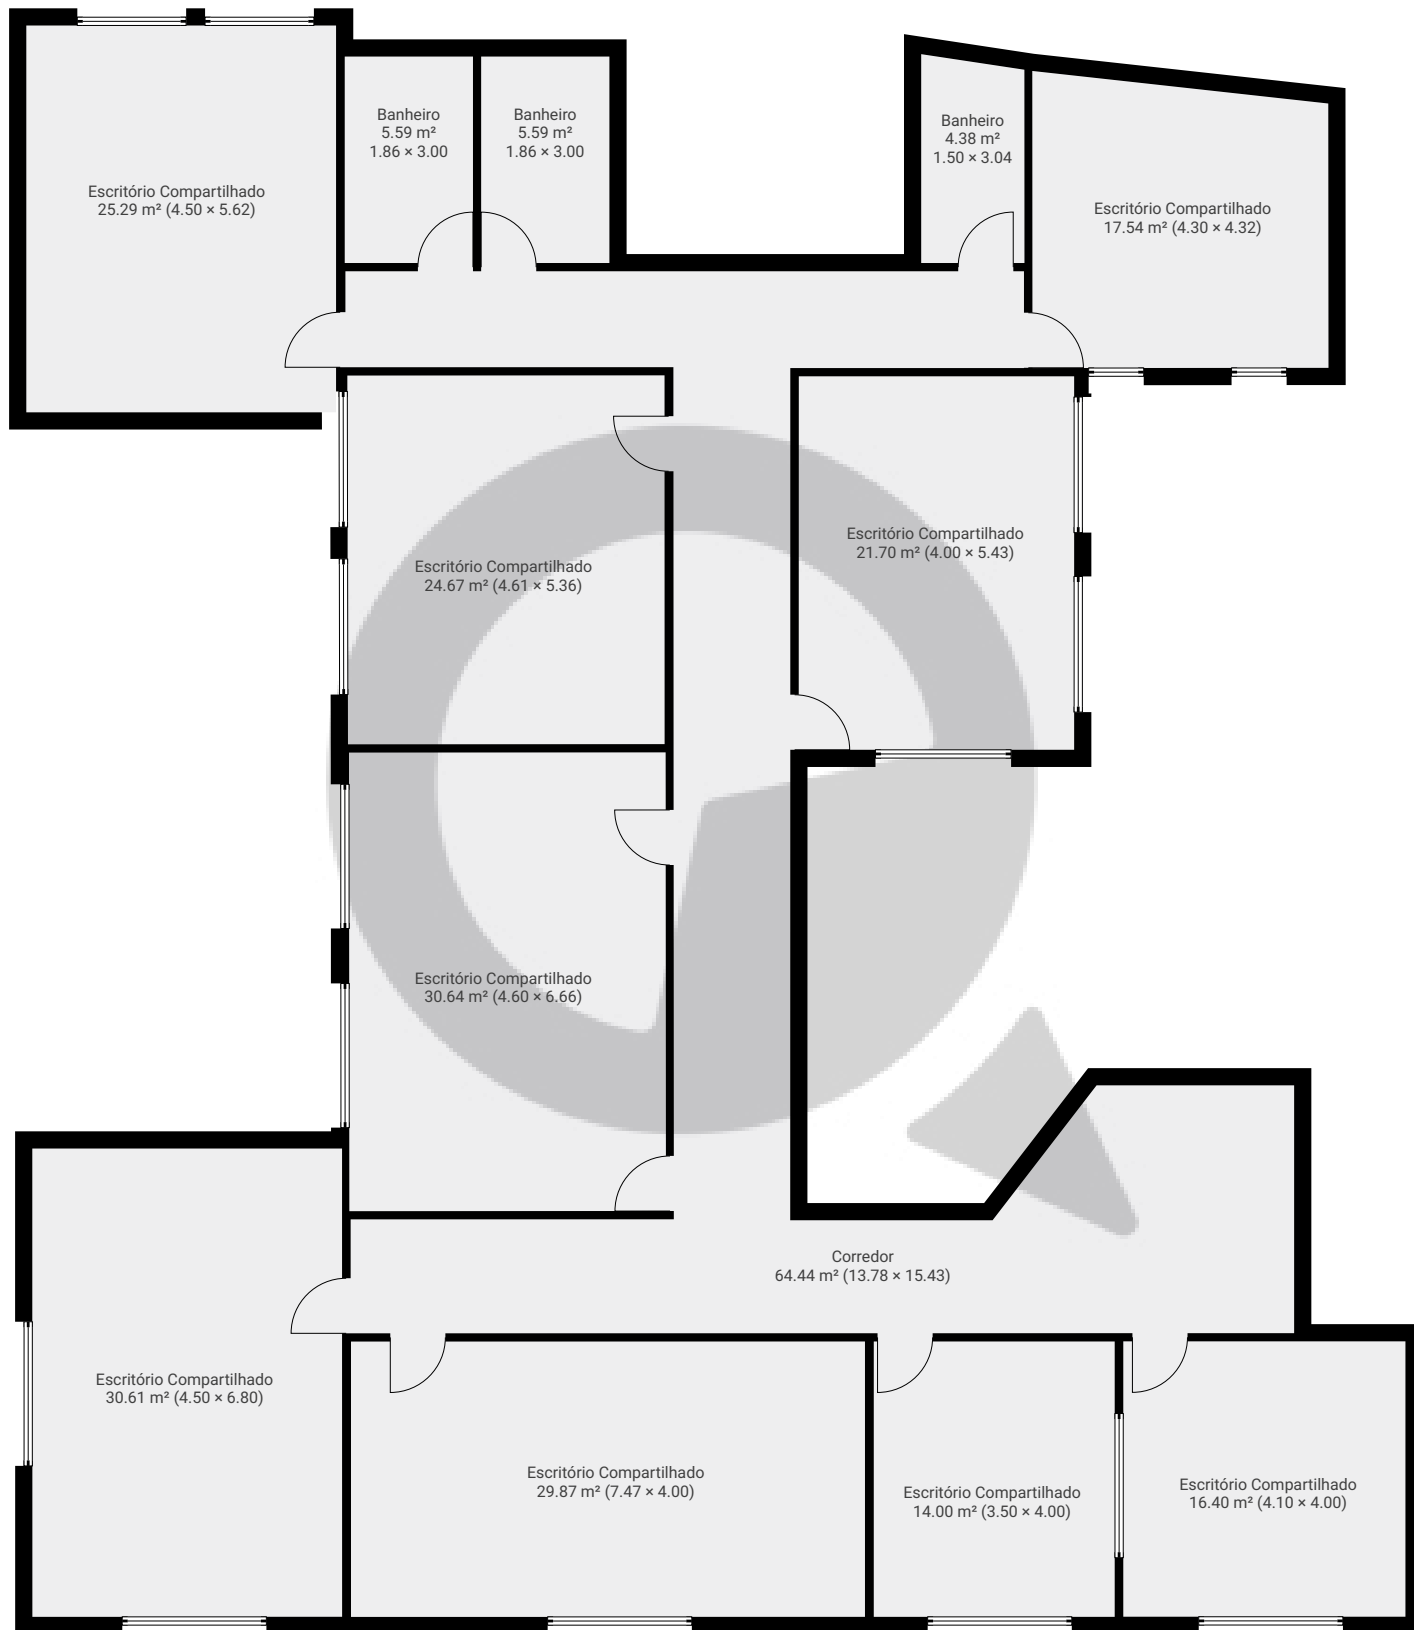 Banheiro
5.59 m²
1.86 × 3.00
Banheiro
5.59 m²
1.86 × 3.00
Banheiro
4.38 m²
1.50 × 3.04
Escritório Compartilhado
25.29 m² (4.50 × 5.62)
Escritório Compartilhado
17.54 m² (4.30 × 4.32)
Escritório Compartilhado
21.70 m² (4.00 × 5.43)
Escritório Compartilhado
24.67 m² (4.61 × 5.36)
Escritório Compartilhado
30.64 m² (4.60 × 6.66)
Corredor
64.44 m² (13.78 × 15.43)
Escritório Compartilhado
30.61 m² (4.50 × 6.80)
Escritório Compartilhado
29.87 m² (7.47 × 4.00)
Escritório Compartilhado
14.00 m² (3.50 × 4.00)
Escritório Compartilhado
16.40 m² (4.10 × 4.00)